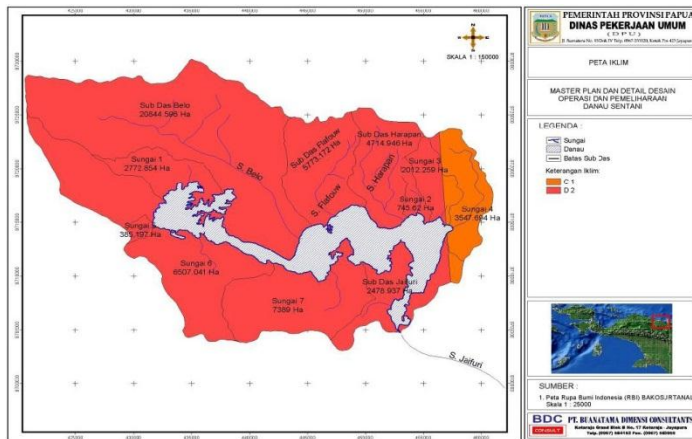 SKALA 1 : 150000
Sub Das Belo
20844.596 Ha
Sub Das Flafouw
5773.172 Ha
Sub Das Harapan
4714.946 Ha
Sungai 3
2012.259 Ha
Sungai 1
2772.854 Ha
S. Belo
S. Flafouw
S. Harapan
Sungai 2
745.62 Ha
Sungai 4
3547.694 Ha
Sungai 5
385.197 Ha
Sungai 6
6507.041 Ha
Sub Das Jaifuri
2478.937 Ha
Sungai 7
7389 Ha
S. Jaifuri
PEMERINTAH PROVINSI PAPUA
DINAS PEKERJAAN UMUM
( D P U )
PETA IKLIM
MASTER PLAN DAN DETAIL DESAIN
OPERASI DAN PEMELIHARAAN
DANAU SENTANI
LEGENDA :
Sungai
Danau
Batas Sub Das
Keterangan Iklim:
C 1
D 2
SUMBER :
1. Peta Rupa Bumi Indonesia (RBI) BAKOSURTANAL
Skala 1 : 25000
BDC
CONSULT
PT. BUANATAMA DIMENSI CONSULTANTS